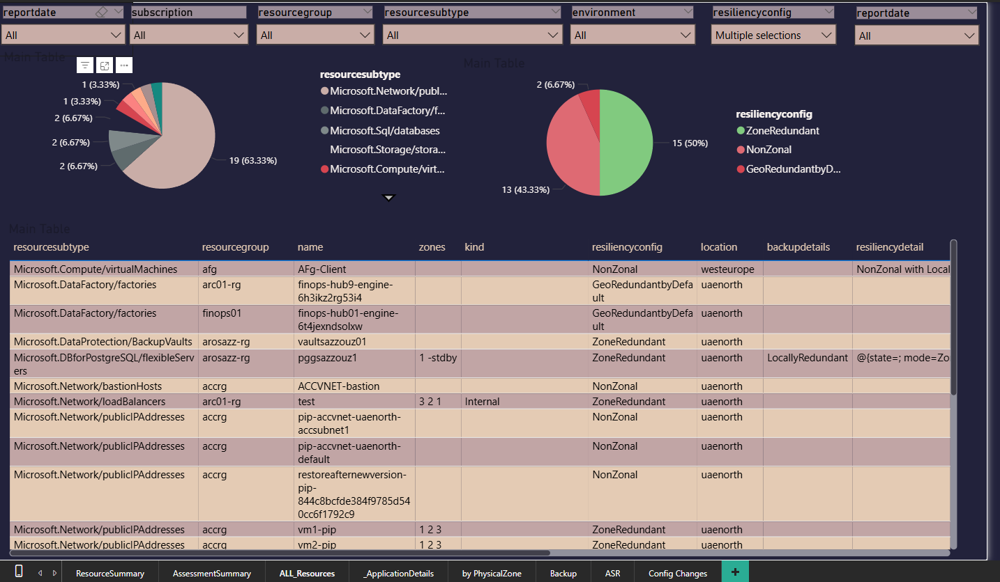 reportdate subscription resourcegroup resourcesubtype environment resiliencyconfig reportdate
All All All All All Multiple selections All
Main Table
1 (3.33%)
1 (3.33%)
2 (6.67%)
2 (6.67%)
2 (6.67%)
19 (63.33%)
resourcesubtype
Microsoft.Network/publ...
Microsoft.DataFactory/f...
Microsoft.Sql/databases
Microsoft.Storage/stora...
Microsoft.Compute/virt...
Main Table
2 (6.67%)
15 (50%)
13 (43.33%)
resiliencyconfig
ZoneRedundant
NonZonal
GeoRedundantbyD...
Main Table
resourcesubtype resourcegroup name zones kind resiliencyconfig location backupdetails resiliencydetail
Microsoft.Compute/virtualMachines afg AFg-Client NonZonal westeurope NonZonal with Local
Microsoft.DataFactory/factories arc01-rg finops-hub9-engine- GeoRedundantbyDefa uaenorth
6h3ikz2rg53i4 ult
Microsoft.DataFactory/factories finops01 finops-hub01-engine- GeoRedundantbyDefa uaenorth
6t4jexndsolxw ult
Microsoft.DataProtection/BackupVaults arosazz-rg vaultsazzouz01 ZoneRedundant uaenorth
Microsoft.DBforPostgreSQL/flexibleServ arosazz-rg pggsazzouz1 1 -stdby ZoneRedundant uaenorth LocallyRedundant @{state=; mode=Zo
ers
Microsoft.Network/bastionHosts accrg ACCVNET-bastion NonZonal uaenorth
Microsoft.Network/loadBalancers arc01-rg test 3 2 1 Internal ZoneRedundant uaenorth
Microsoft.Network/publicIPAddresses accrg pip-accvnet-uaenorth- NonZonal uaenorth
accsubnet1
Microsoft.Network/publicIPAddresses accrg pip-accvnet-uaenorth- NonZonal uaenorth
default
Microsoft.Network/publicIPAddresses accrg restoreafternewversion- NonZonal uaenorth
pip-
844c8bcfde384f9785d54
0cc6f1792c9
Microsoft.Network/publicIPAddresses accrg vm1-pip 1 2 3 ZoneRedundant uaenorth
Microsoft.Network/publicIPAddresses accrg vm2-pip 1 2 3 ZoneRedundant uaenorth
ResourceSummary AssessmentSummary ALL_Resources _ApplicationDetails by PhysicalZone Backup ASR Config Changes +